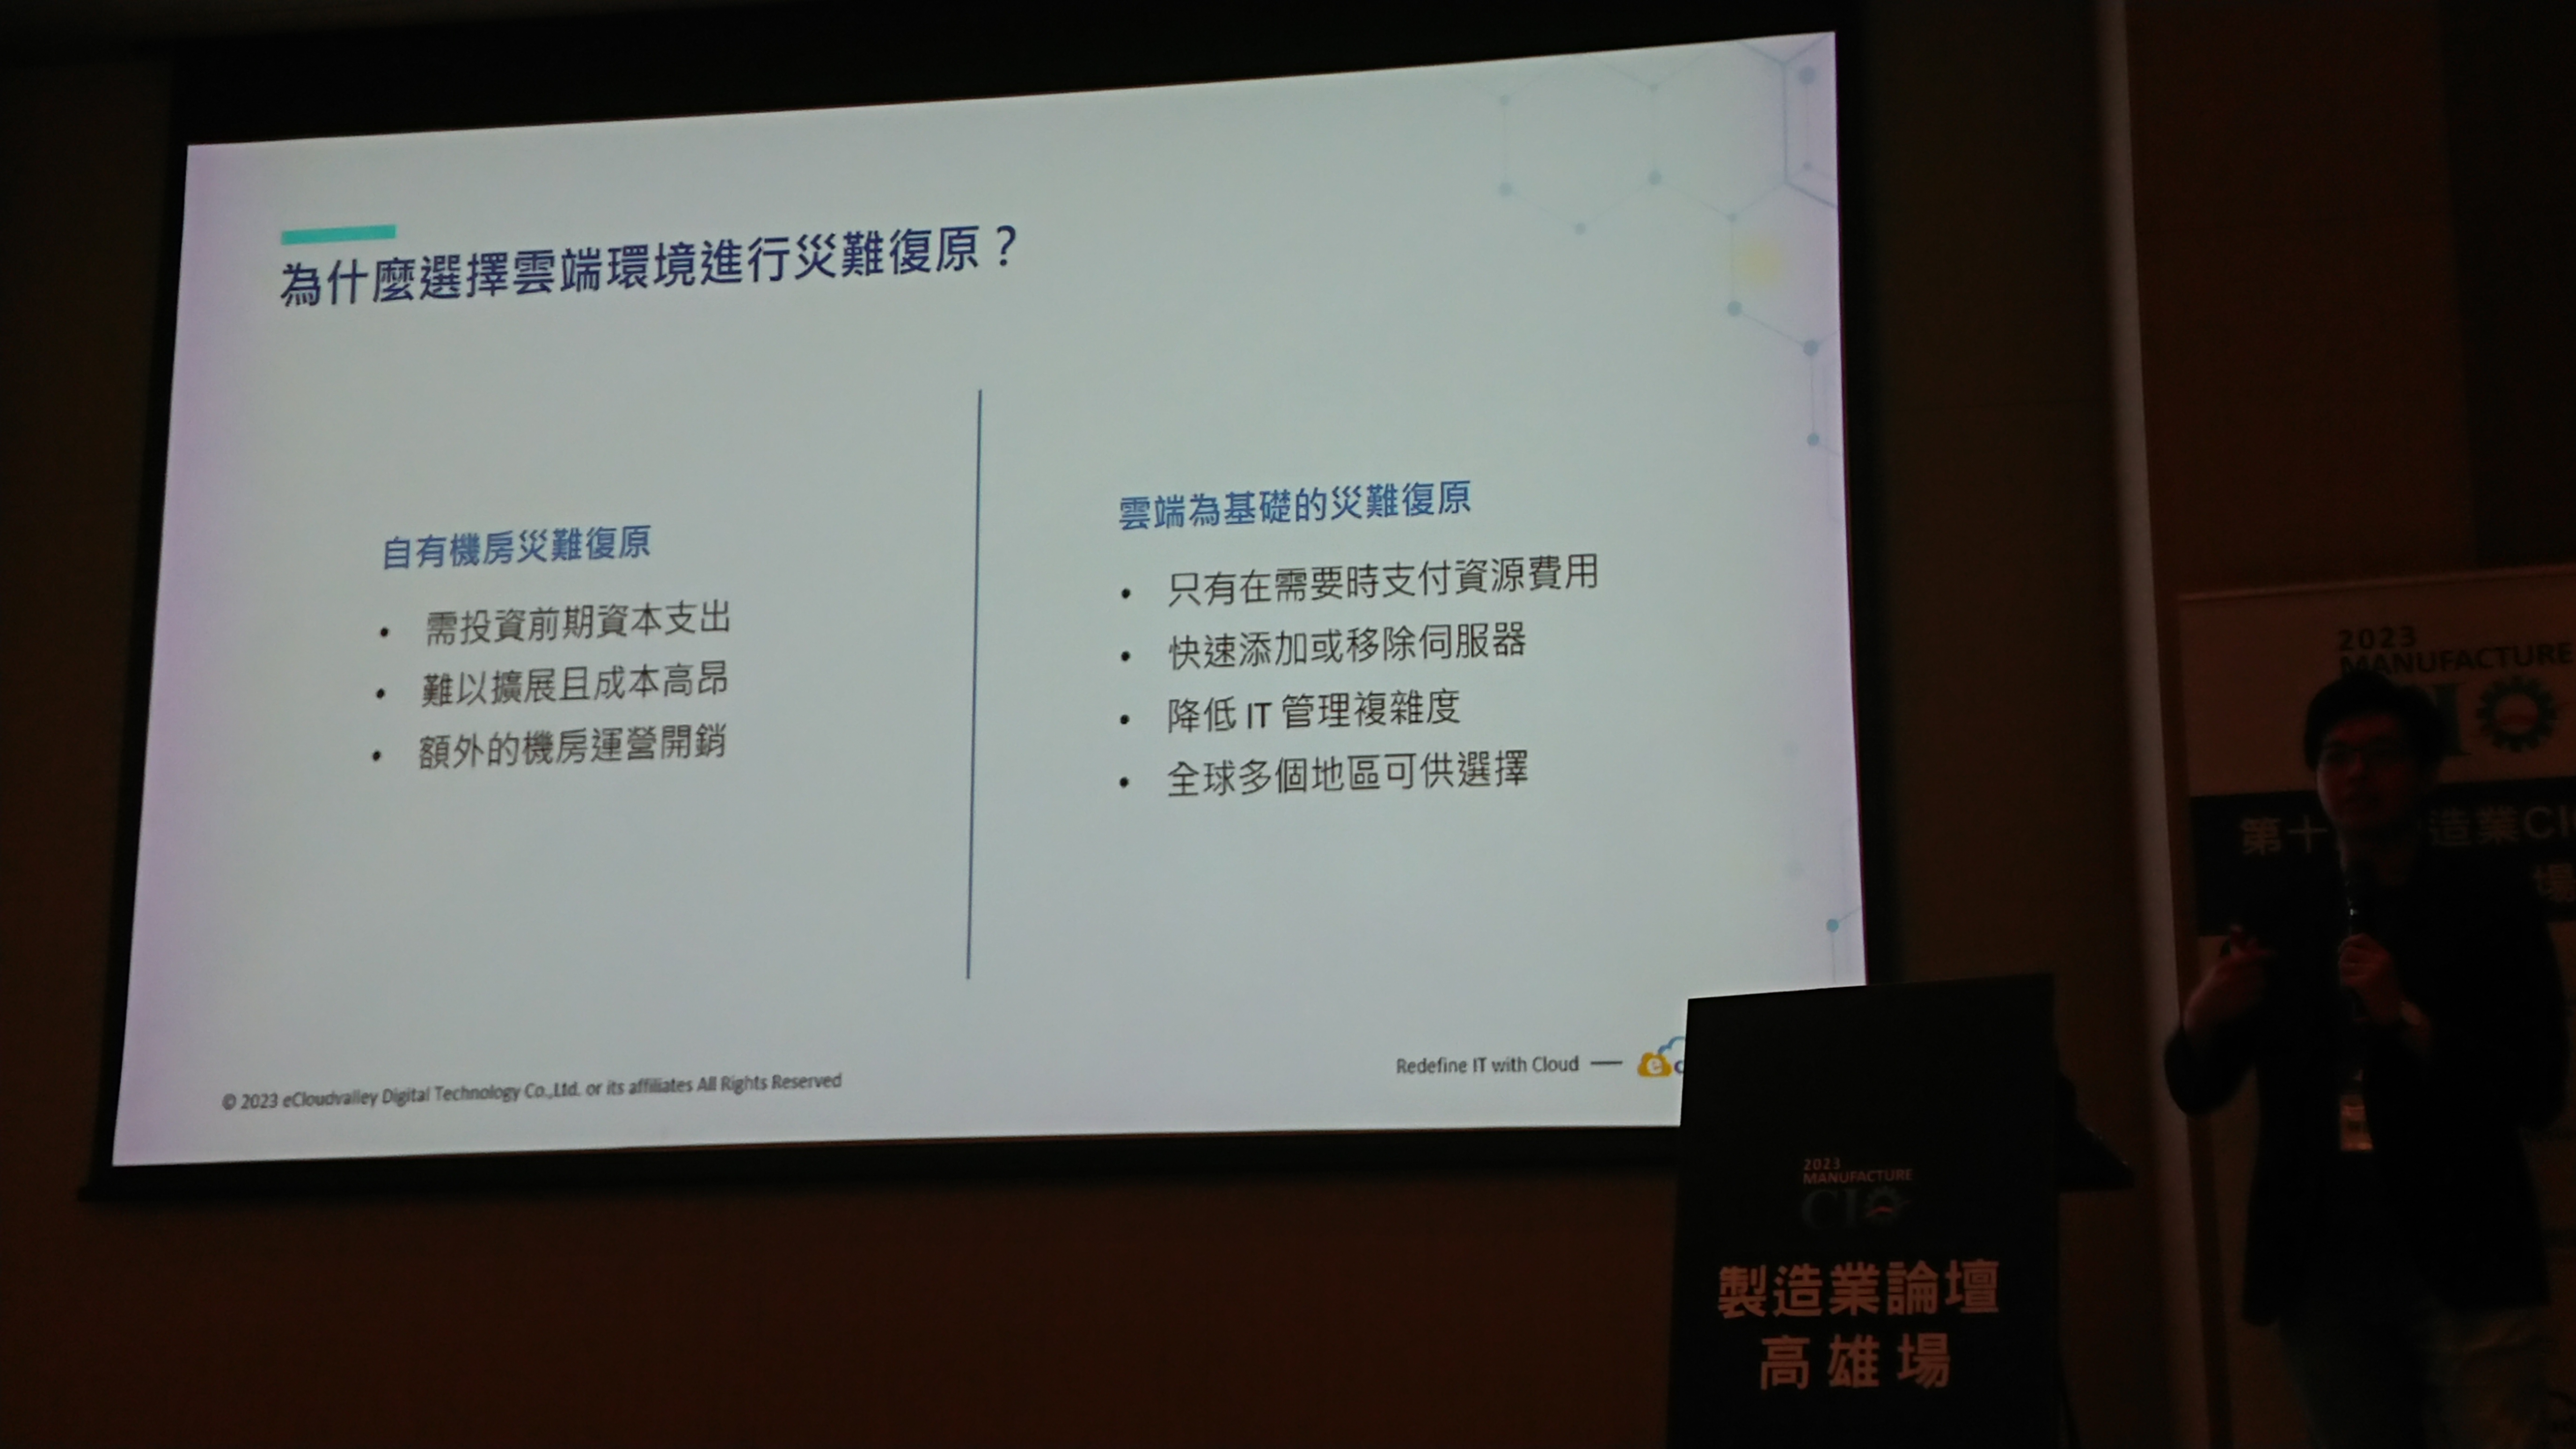 為什麼選擇雲端環境進行災難復原？
自有機房災難復原
• 需投資前期資本支出
• 難以擴展且成本高昂
• 額外的機房運營開銷
雲端為基礎的災難復原
• 只有在需要時支付資源費用
• 快速添加或移除伺服器
• 降低 IT 管理複雜度
• 全球多個地區可供選擇
© 2023 eCloudvalley Digital Technology Co.,Ltd. or its affiliates All Rights Reserved
Redefine IT with Cloud —
e
2023
MANUFACTURE
CIO
製造業論壇
高雄場
2023
MANUFACTURE
第十
造業CI
場